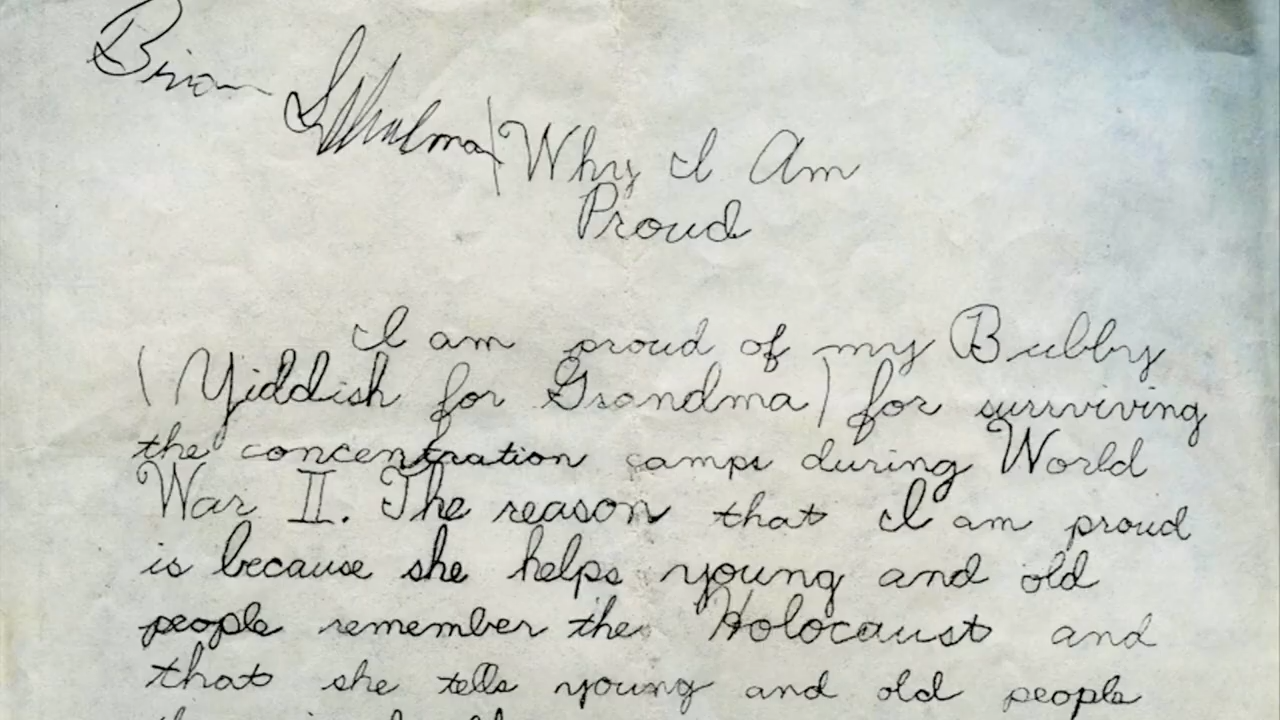 Brian Schulman
Why I Am
Proud
I am proud of my Bubby
(Yiddish for Grandma) for surviving
the concentration camps during World
War II. The reason that I am proud
is because she helps young and old
people remember the Holocaust and
that she tells young and old people